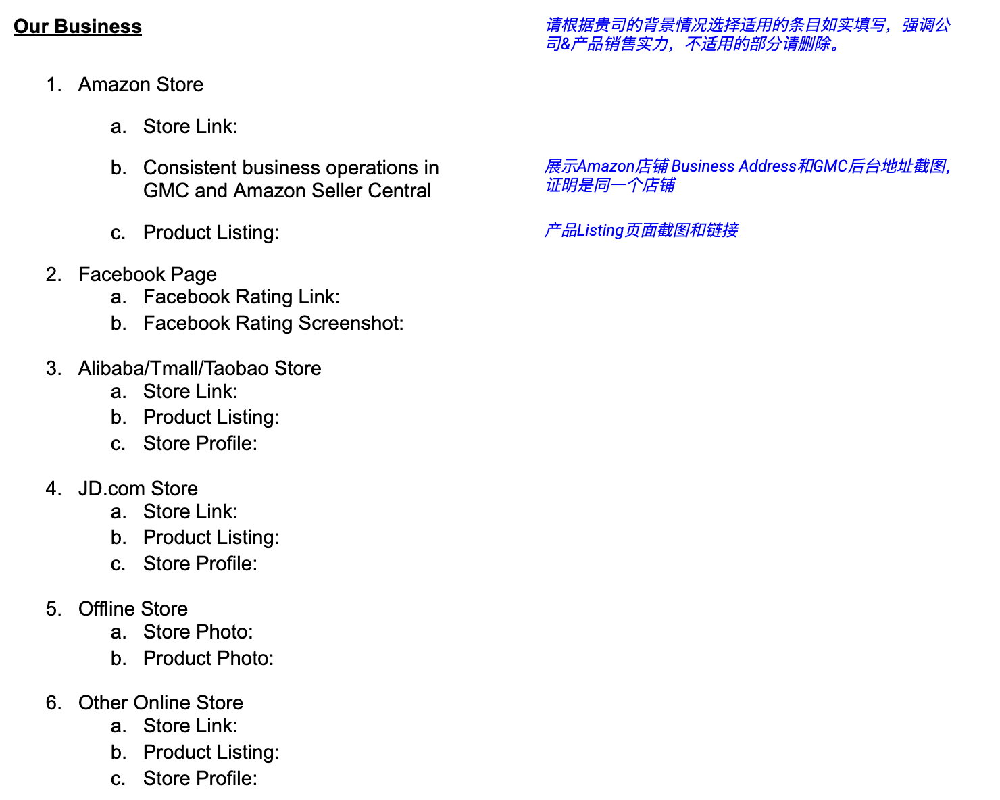 Our Business
请根据贵司的背景情况选择适用的条目如实填写，强调公
司&产品销售实力，不适用的部分请删除。
1. Amazon Store
a. Store Link:
b. Consistent business operations in
GMC and Amazon Seller Central
展示Amazon店铺 Business Address和GMC后台地址截图,
证明是同一个店铺
c. Product Listing:
产品Listing页面截图和链接
2. Facebook Page
a. Facebook Rating Link:
b. Facebook Rating Screenshot:
3. Alibaba/Tmall/Taobao Store
a. Store Link:
b. Product Listing:
c. Store Profile:
4. JD.com Store
a. Store Link:
b. Product Listing:
c. Store Profile:
5. Offline Store
a. Store Photo:
b. Product Photo:
6. Other Online Store
a. Store Link:
b. Product Listing:
c. Store Profile: